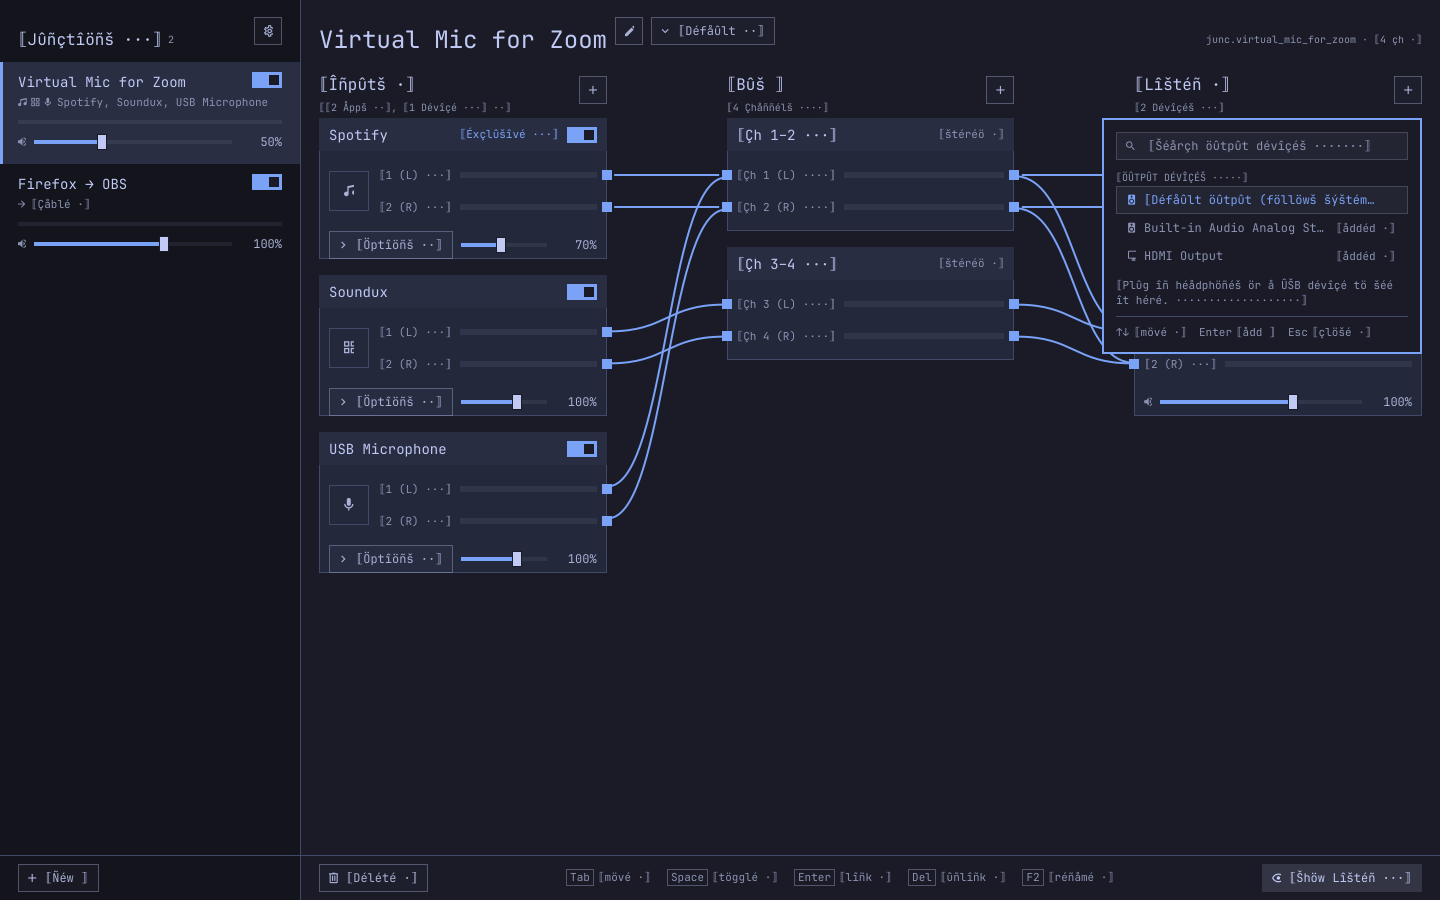 ⟦Jûñçtîöñš ···⟧ 2
Virtual Mic for Zoom
Spotify, Soundux, USB Microphone
50%
Firefox → OBS
→ ⟦Çåblé ·⟧
100%
+ ⟦Ñéw ⟧
Virtual Mic for Zoom
⟦Défåûlt ··⟧
junc.virtual_mic_for_zoom · ⟦4 çh ·⟧
⟦Îñpûtš ·⟧
+
⟦⟦2 Åppš ··⟧, ⟦1 Dévîçé ···⟧ ··⟧
Spotify
⟦Éxçlûšîvé ···⟧
⟦1 (L) ···⟧
⟦2 (R) ···⟧
⟦Öptîöñš ··⟧
70%
Soundux
⟦1 (L) ···⟧
⟦2 (R) ···⟧
⟦Öptîöñš ··⟧
100%
USB Microphone
⟦1 (L) ···⟧
⟦2 (R) ···⟧
⟦Öptîöñš ··⟧
100%
⟦Bûš ⟧
+
⟦4 Çhåññélš ····⟧
⟦Çh 1–2 ···⟧
⟦štéréö ·⟧
⟦Çh 1 (L) ····⟧
⟦Çh 2 (R) ····⟧
⟦Çh 3–4 ···⟧
⟦štéréö ·⟧
⟦Çh 3 (L) ····⟧
⟦Çh 4 (R) ····⟧
⟦Lîštéñ ·⟧
+
⟦2 Dévîçéš ···⟧
⟦Šéårçh öûtpût dévîçéš ·······⟧
⟦ÖÛTPÛT DÉVÎÇÉŠ ·····⟧
⟦Défåûlt öûtpût (föllöwš šýštém…
Built-in Audio Analog St… ⟦åddéd ·⟧
HDMI Output ⟦åddéd ·⟧
⟦Plûg îñ héådphöñéš ör å ÛŠB dévîçé tö šéé
ît héré. ···················⟧
↑↓ ⟦mövé ·⟧ Enter ⟦ådd ⟧ Esc ⟦çlöšé ·⟧
⟦2 (R) ···⟧
100%
⟦Délété ·⟧
Tab ⟦mövé ·⟧ Space ⟦tögglé ·⟧ Enter ⟦lîñk ·⟧ Del ⟦ûñlîñk ·⟧ F2 ⟦réñåmé ·⟧
⟦Šhöw Lîštéñ ···⟧